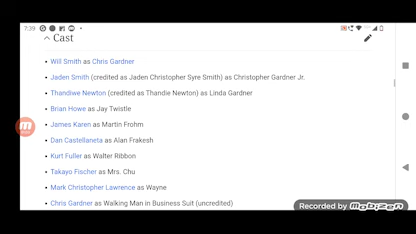 7:39
Cast
Will Smith as Chris Gardner
Jaden Smith (credited as Jaden Christopher Syre Smith) as Christopher Gardner Jr.
Thandiwe Newton (credited as Thandie Newton) as Linda Gardner
Brian Howe as Jay Twistle
James Karen as Martin Frohm
Dan Castellaneta as Alan Frakesh
Kurt Fuller as Walter Ribbon
Takayo Fischer as Mrs. Chu
Mark Christopher Lawrence as Wayne
Chris Gardner as Walking Man in Business Suit (uncredited)
Recorded by Mobizen